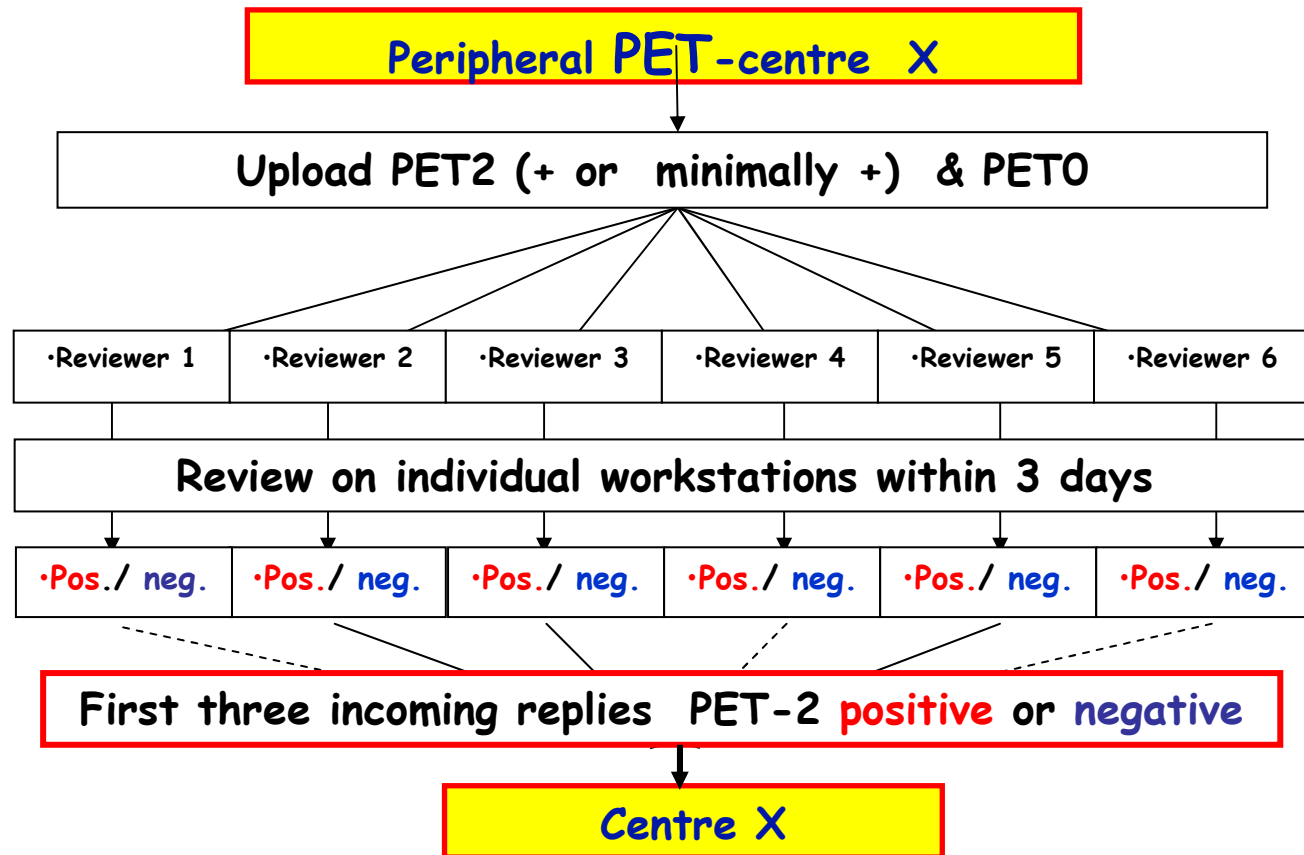 Peripheral PET-centre X
Upload PET2 (+ or minimally +) & PET0
·Reviewer 1 ·Reviewer 2 ·Reviewer 3 ·Reviewer 4 ·Reviewer 5 ·Reviewer 6
Review on individual workstations within 3 days
·Pos./ neg. ·Pos./ neg. ·Pos./ neg. ·Pos./ neg. ·Pos./ neg. ·Pos./ neg.
First three incoming replies PET-2 positive or negative
Centre X